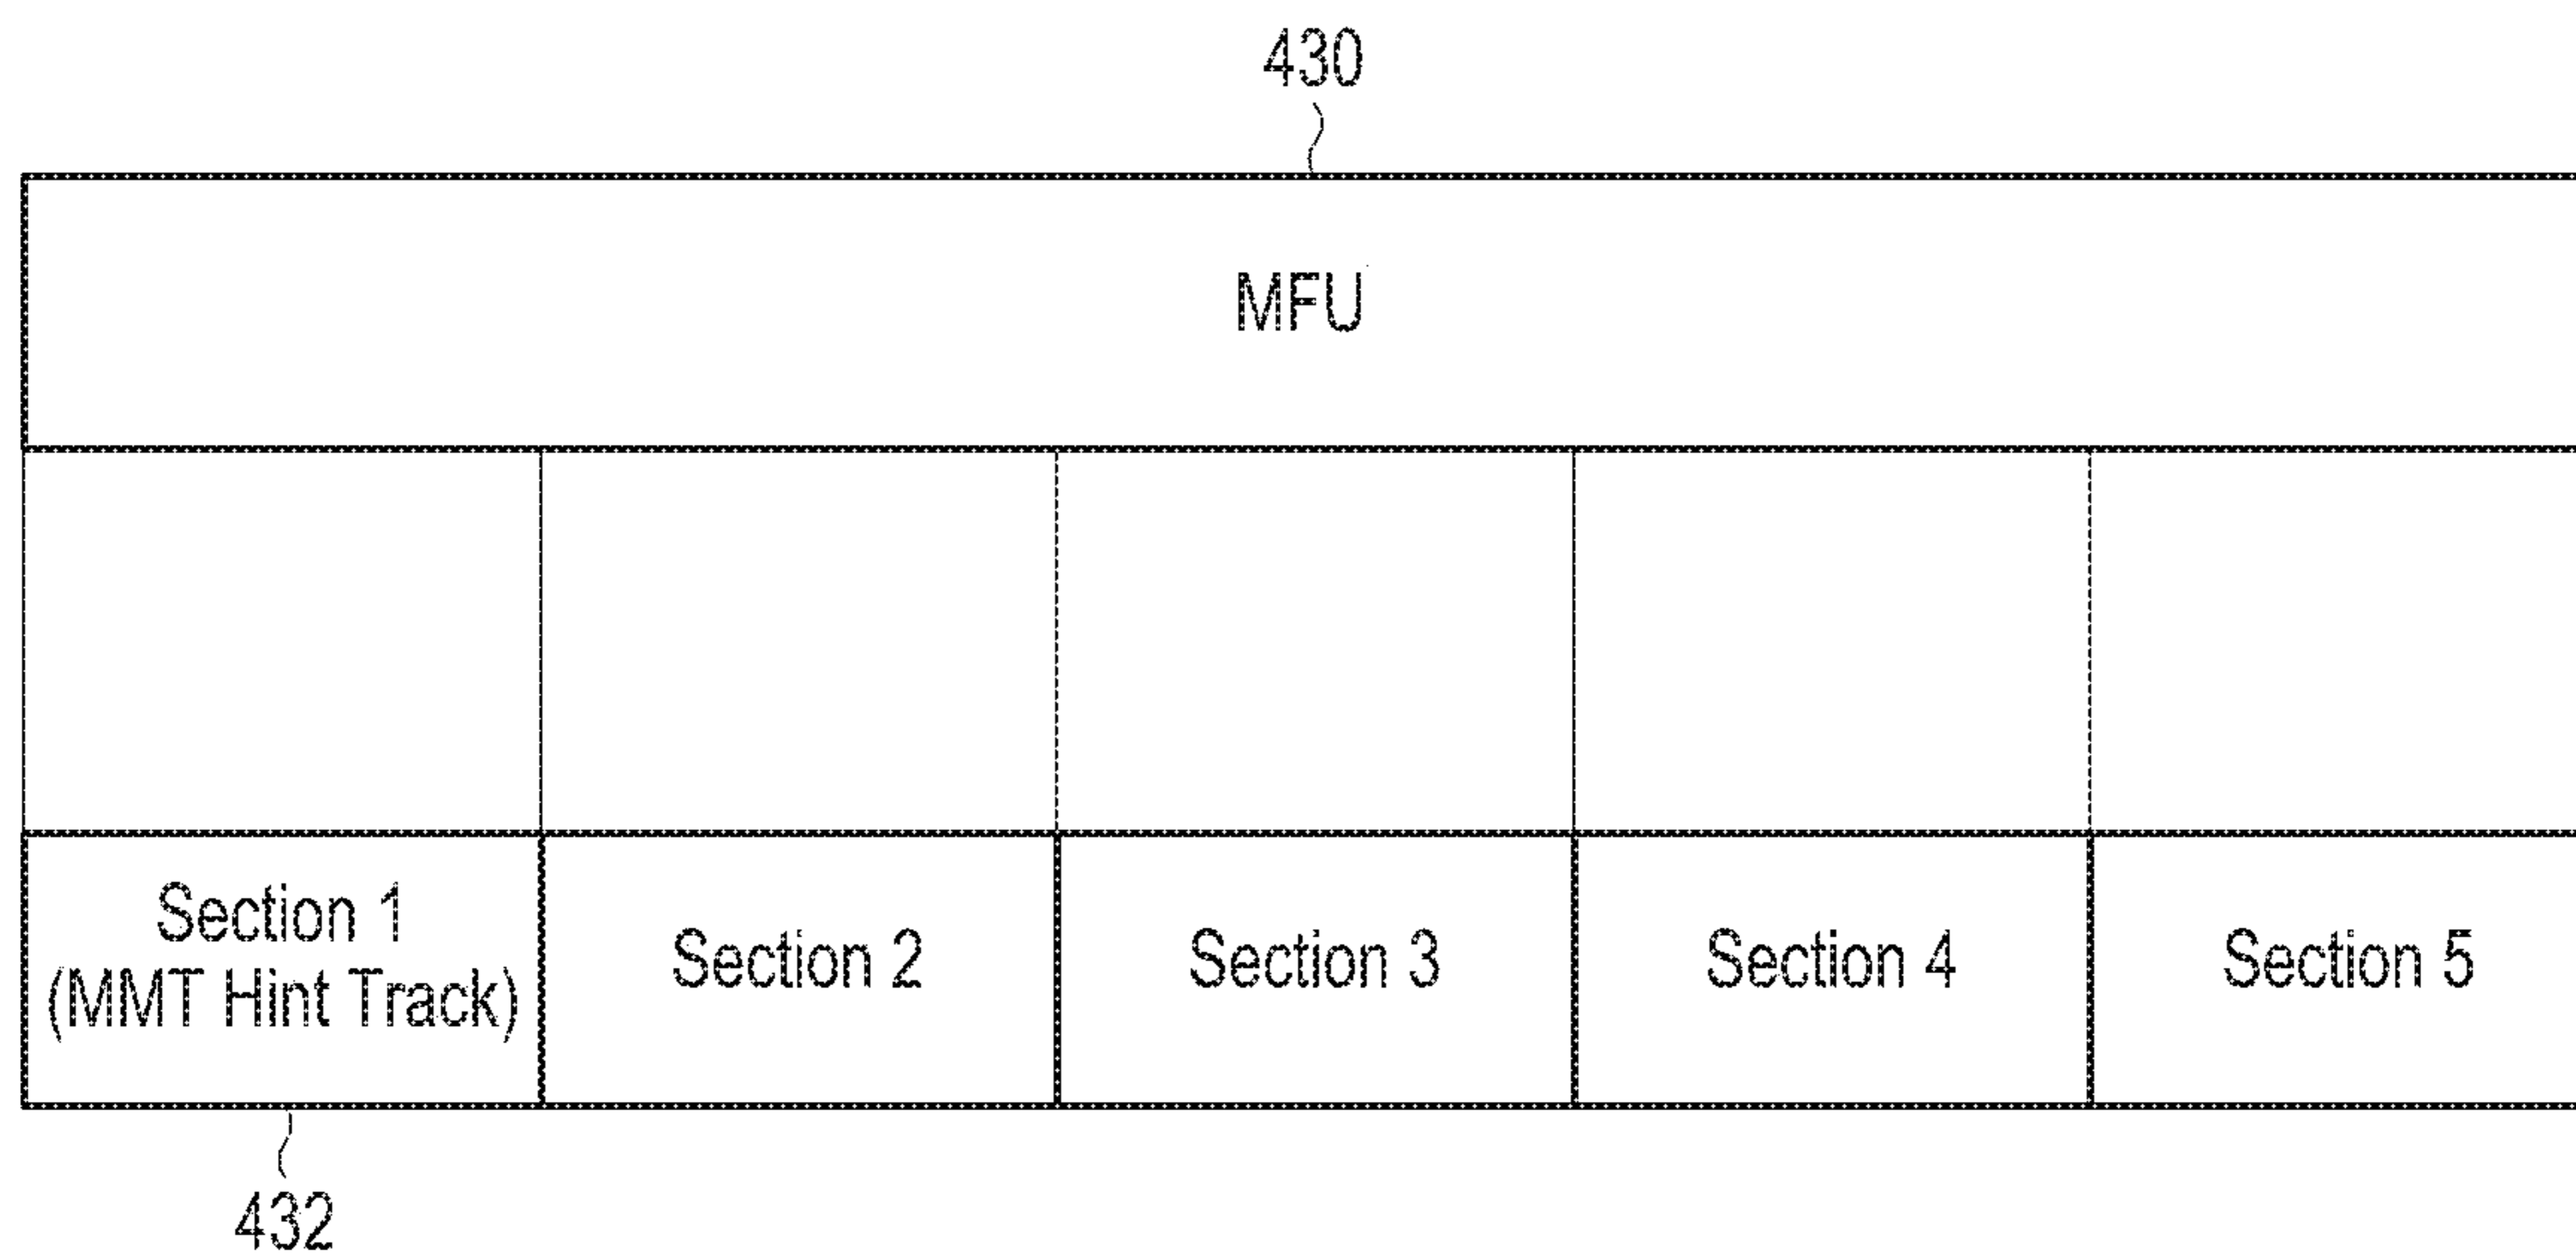 430
MFU
Section 1
(MMT Hint Track)
Section 2
Section 3
Section 4
Section 5
432